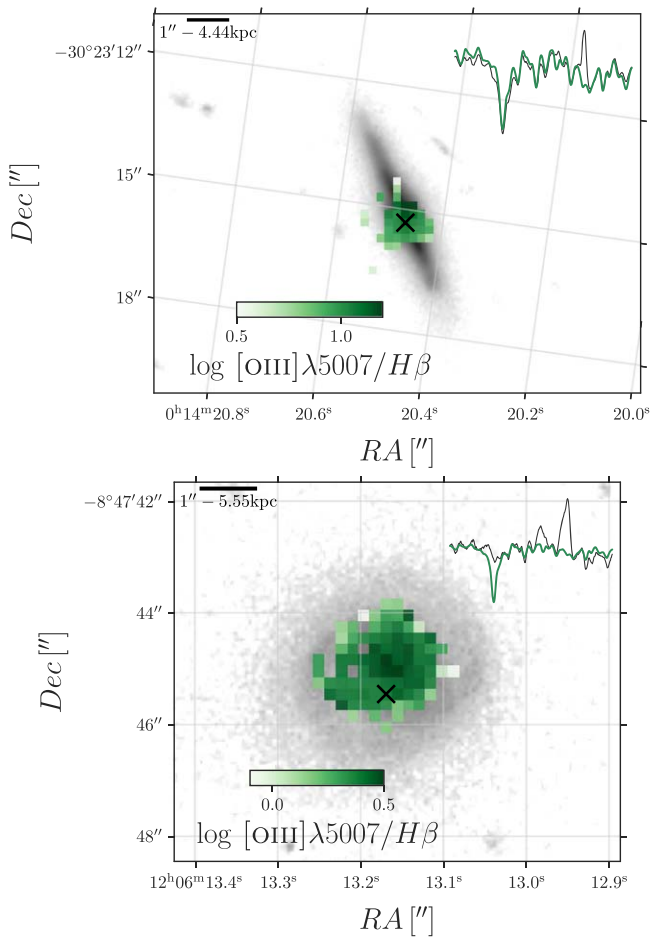 1″ − 4.44kpc
−30°23′12″
15″
18″
Dec [″]
0.5 1.0
log [OIII]λ5007/Hβ
0ʰ14ᵐ20.8ˢ 20.6ˢ 20.4ˢ 20.2ˢ 20.0ˢ
RA [″]
1″ − 5.55kpc
−8°47′42″
44″
46″
48″
Dec [″]
0.0 0.5
log [OIII]λ5007/Hβ
12ʰ06ᵐ13.4ˢ 13.3ˢ 13.2ˢ 13.1ˢ 13.0ˢ 12.9ˢ
RA [″]